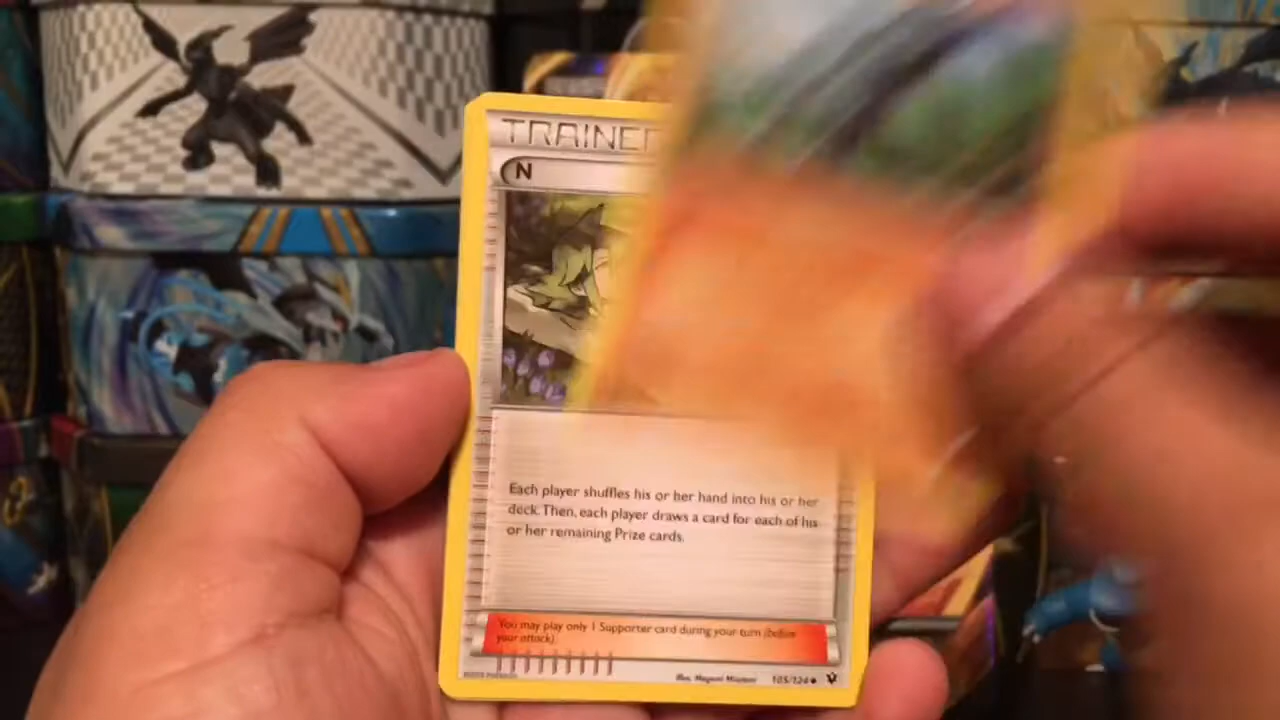 TRAINER
N
Each player shuffles his or her hand into his or her
deck. Then, each player draws a card for each of his
or her remaining Prize cards.
You may play only 1 Supporter card during your turn (before
your attack).
105/124